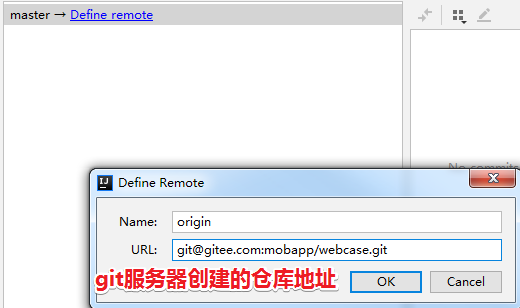 master → Define remote
No commits
Define Remote
Name: origin
URL: git@gitee.com:mobapp/webcase.git
git服务器创建的仓库地址
OK Cancel